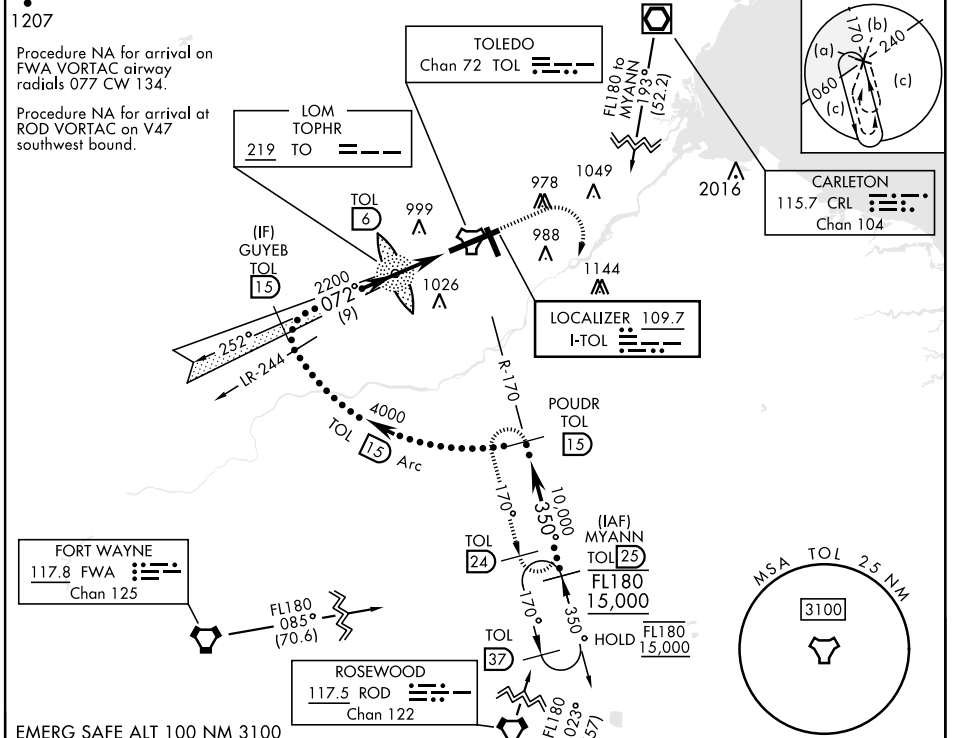 1207
Procedure NA for arrival on
FWA VORTAC airway
radials 077 CW 134.
Procedure NA for arrival at
ROD VORTAC on V47
southwest bound.
LOM
TOPHR
219 TO
TOLEDO
Chan 72 TOL
FL180 to
MYANN
193°
(52.2)
(a)
170
(b)
240
060
(c)
(c)
2016
CARLETON
115.7 CRL
Chan 104
TOL
6
999
978
1049
988
1026
1144
(IF)
GUYEB
TOL
15
2200
072°
(9)
252°
LR-244
LOCALIZER 109.7
I-TOL
R-170
4000
TOL 15 Arc
POUDR
TOL
15
170°
10,000
350°
(IAF)
MYANN
TOL 25
FL180
15,000
TOL
24
170°
350°
HOLD FL180
15,000
TOL
37
FORT WAYNE
117.8 FWA
Chan 125
FL180
085°
(70.6)
ROSEWOOD
117.5 ROD
Chan 122
FL180
023°
57)
MSA TOL 25 NM
3100
EMERG SAFE ALT 100 NM 3100